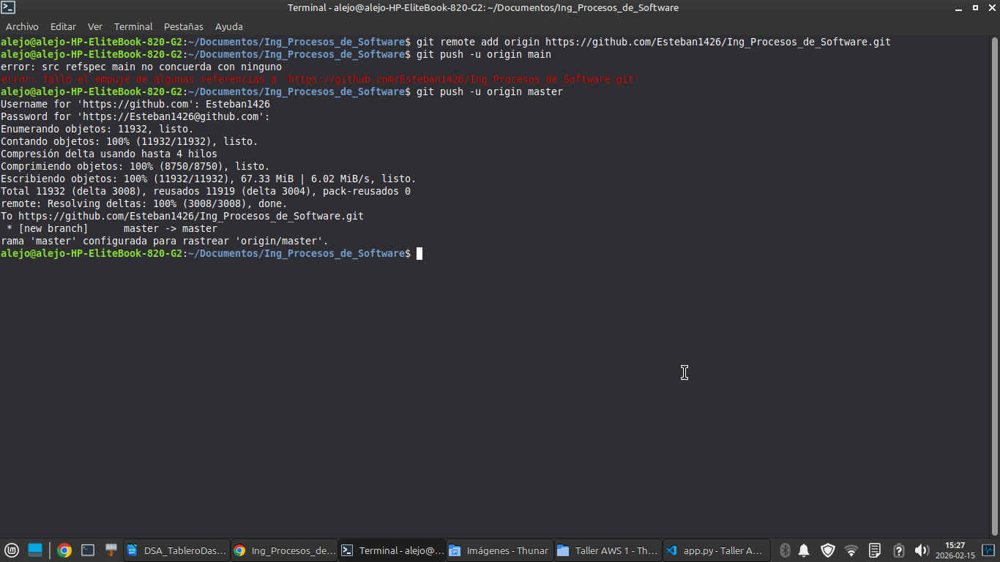 Terminal - alejo@alejo-HP-EliteBook-820-G2: ~/Documentos/Ing_Procesos_de_Software
Archivo Editar Ver Terminal Pestañas Ayuda
alejo@alejo-HP-EliteBook-820-G2:~/Documentos/Ing_Procesos_de_Software$ git remote add origin https://github.com/Esteban1426/Ing_Procesos_de_Software.git
alejo@alejo-HP-EliteBook-820-G2:~/Documentos/Ing_Procesos_de_Software$ git push -u origin main
error: src refspec main no concuerda con ninguno
error: falló el empuje de algunas referencias a 'https://github.com/Esteban1426/Ing_Procesos_de_Software.git'
alejo@alejo-HP-EliteBook-820-G2:~/Documentos/Ing_Procesos_de_Software$ git push -u origin master
Username for 'https://github.com': Esteban1426
Password for 'https://Esteban1426@github.com':
Enumerando objetos: 11932, listo.
Contando objetos: 100% (11932/11932), listo.
Compresión delta usando hasta 4 hilos
Comprimiendo objetos: 100% (8750/8750), listo.
Escribiendo objetos: 100% (11932/11932), 67.33 MiB | 6.02 MiB/s, listo.
Total 11932 (delta 3008), reusados 11919 (delta 3004), pack-reusados 0
remote: Resolving deltas: 100% (3008/3008), done.
To https://github.com/Esteban1426/Ing_Procesos_de_Software.git
 * [new branch]      master -> master
rama 'master' configurada para rastrear 'origin/master'.
alejo@alejo-HP-EliteBook-820-G2:~/Documentos/Ing_Procesos_de_Software$
DSA_TableroDas... Ing_Procesos_de... Terminal - alejo@... Imágenes - Thunar Taller AWS 1 - Th... app.py - Taller A... 15:27
2026-02-15